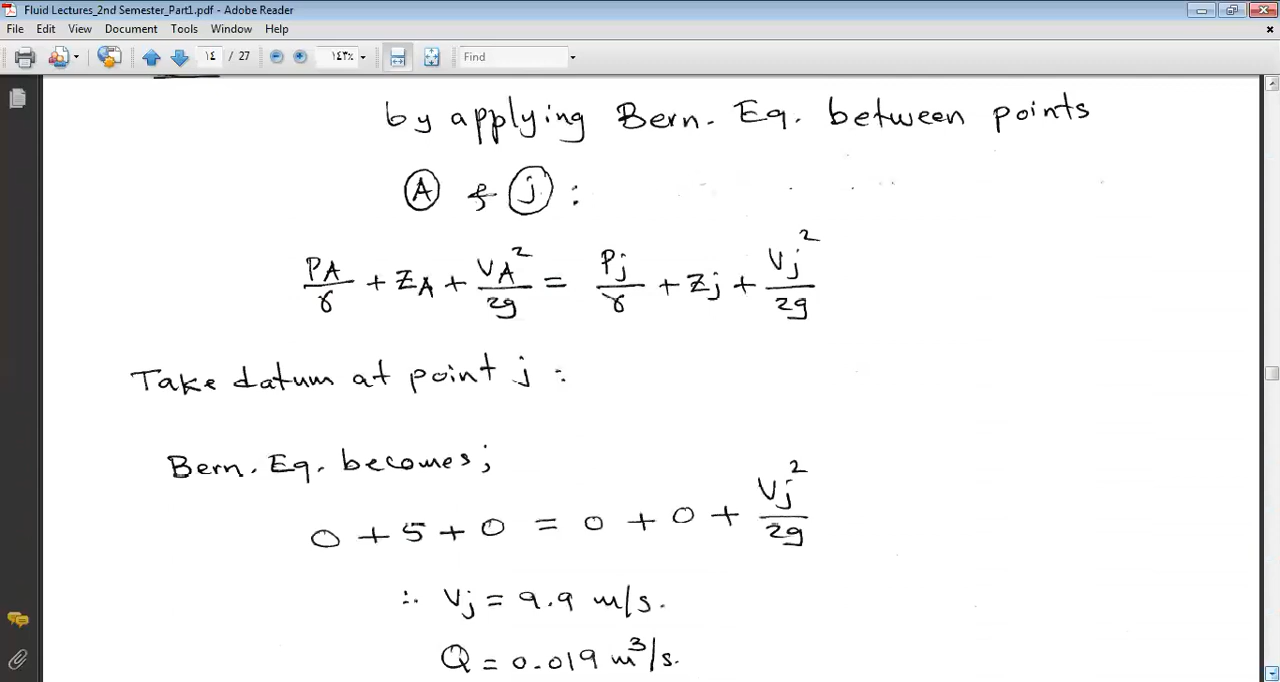 Fluid Lectures_2nd Semester_Part1.pdf - Adobe Reader
File Edit View Document Tools Window Help
١٤ / 27 ١٤٣% Find
by applying Bern. Eq. between points
Ⓐ & ⓙ :
PA/γ + ZA + VA²/2g = Pj/γ + Zj + Vj²/2g
Take datum at point j :
Bern. Eq. becomes;
0 + 5 + 0 = 0 + 0 + Vj²/2g
∴ Vj = 9.9 m/s.
Q = 0.019 m³/s.